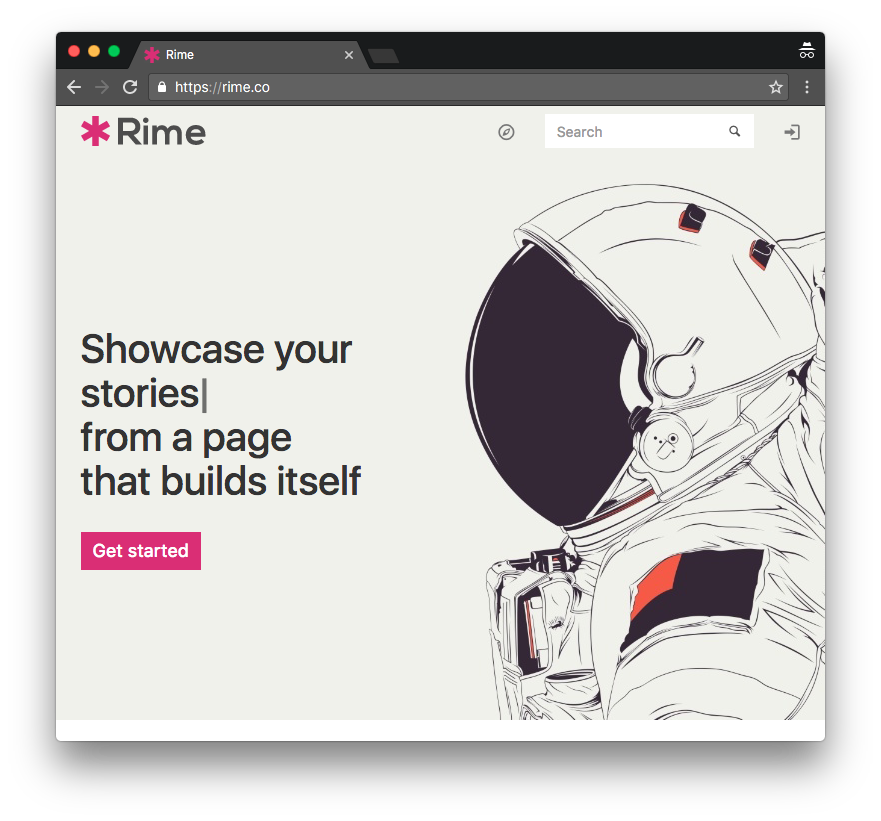 Rime
https://rime.co
Rime
Search
Showcase your
stories
from a page
that builds itself
Get started